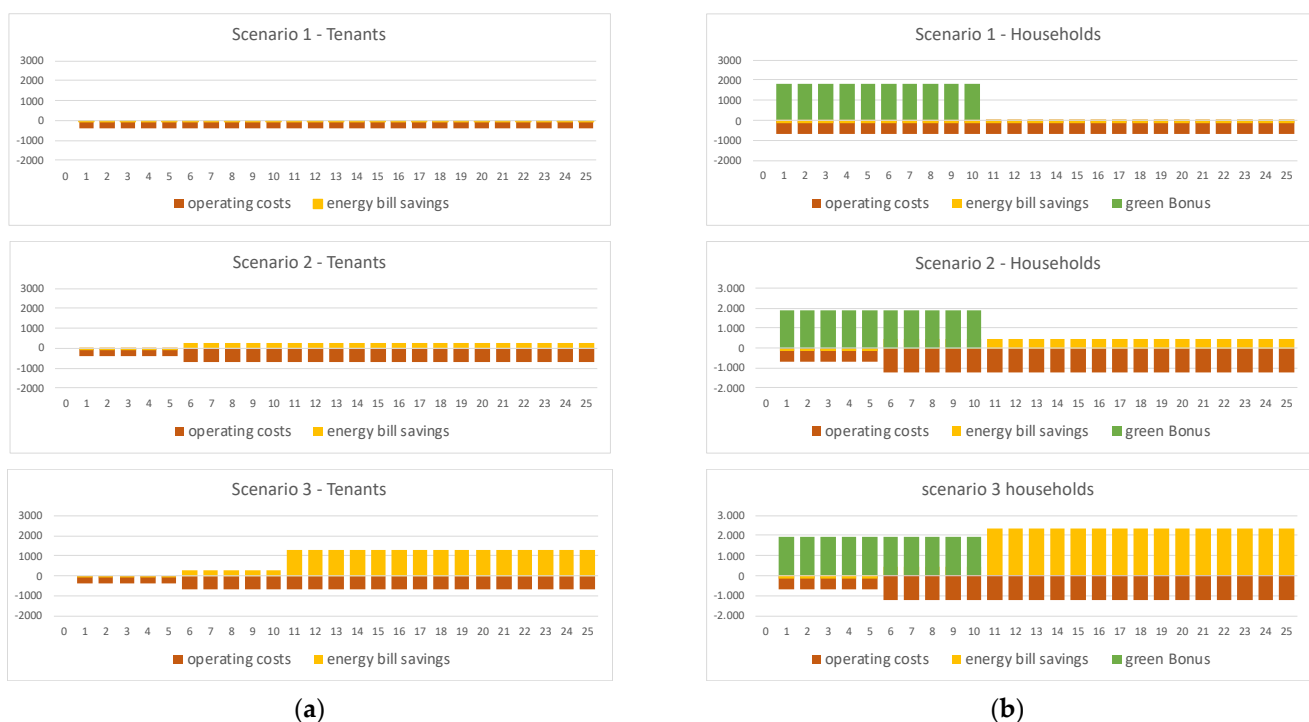 Scenario 1 - Tenants
3000
2000
1000
0
-1000
-2000
0 1 2 3 4 5 6 7 8 9 10 11 12 13 14 15 16 17 18 19 20 21 22 23 24 25
operating costs energy bill savings
Scenario 2 - Tenants
3000
2000
1000
0
-1000
-2000
0 1 2 3 4 5 6 7 8 9 10 11 12 13 14 15 16 17 18 19 20 21 22 23 24 25
operating costs energy bill savings
Scenario 3 - Tenants
3000
2000
1000
0
-1000
-2000
0 1 2 3 4 5 6 7 8 9 10 11 12 13 14 15 16 17 18 19 20 21 22 23 24 25
operating costs energy bill savings
(a)
Scenario 1 - Households
3000
2000
1000
0
-1000
-2000
0 1 2 3 4 5 6 7 8 9 10 11 12 13 14 15 16 17 18 19 20 21 22 23 24 25
operating costs energy bill savings green Bonus
Scenario 2 - Households
3.000
2.000
1.000
0
-1.000
-2.000
0 1 2 3 4 5 6 7 8 9 10 11 12 13 14 15 16 17 18 19 20 21 22 23 24 25
operating costs energy bill savings green Bonus
scenario 3 households
3.000
2.000
1.000
0
-1.000
-2.000
0 1 2 3 4 5 6 7 8 9 10 11 12 13 14 15 16 17 18 19 20 21 22 23 24 25
operating costs energy bill savings green Bonus
(b)